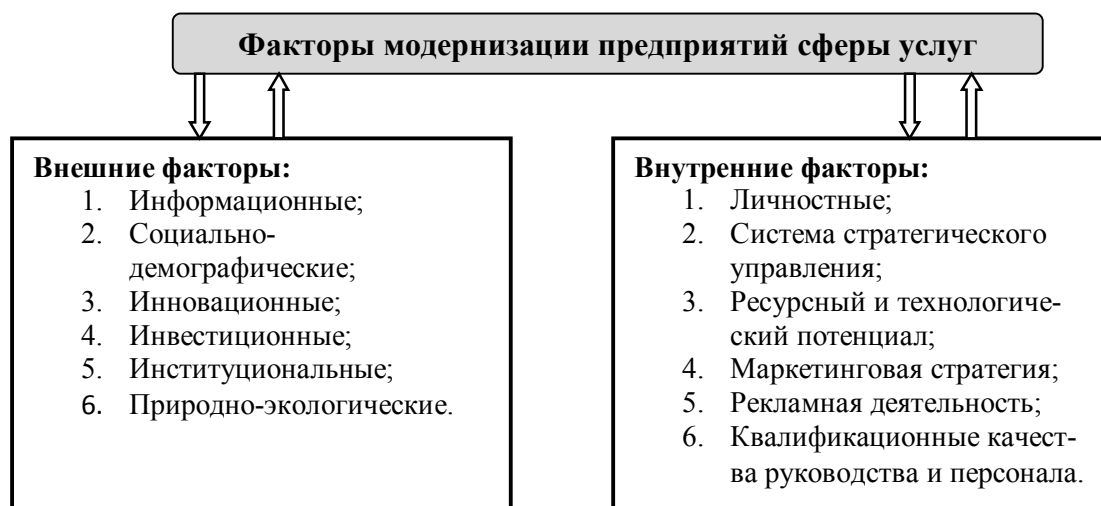 Факторы модернизации предприятий сферы услуг
Внешние факторы:
1. Информационные;
2. Социально-
демографические;
3. Инновационные;
4. Инвестиционные;
5. Институциональные;
6. Природно-экологические.
Внутренние факторы:
1. Личностные;
2. Система стратегического
управления;
3. Ресурсный и технологиче-
ский потенциал;
4. Маркетинговая стратегия;
5. Рекламная деятельность;
6. Квалификационные качест-
ва руководства и персонала.